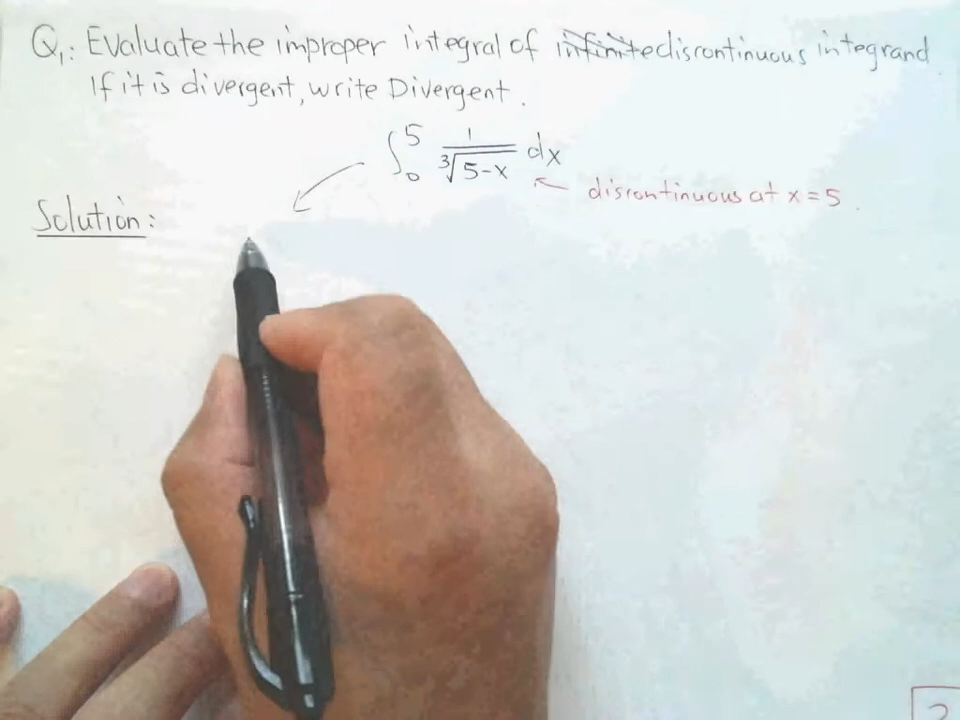 Q₁: Evaluate the improper integral of ~~infinite~~ discontinuous integrand.
If it is divergent, write Divergent.
∫₀⁵ 1/∛(5-x) dx
discontinuous at x = 5.
Solution: